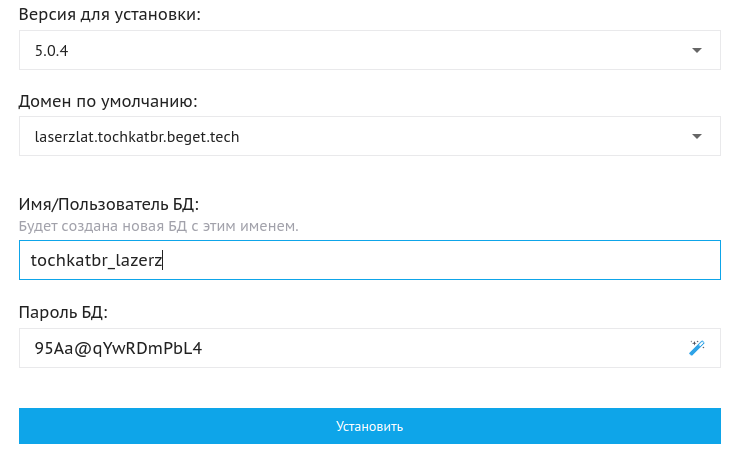 Версия для установки:
5.0.4
Домен по умолчанию:
laserzlat.tochkatbr.beget.tech
Имя/Пользователь БД:
Будет создана новая БД с этим именем.
tochkatbr_lazerz
Пароль БД:
95Aa@qYwRDmPbL4
Установить